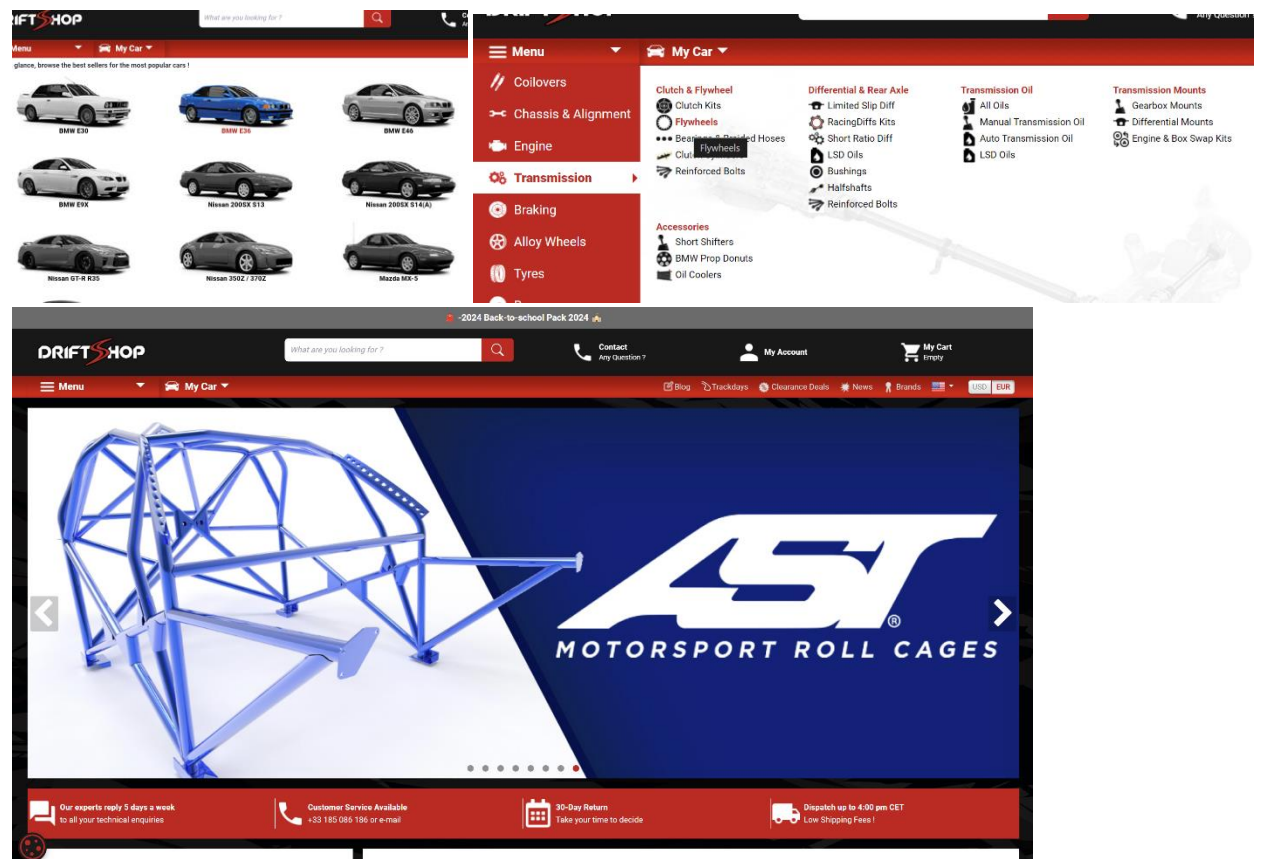 DRIFTSHOP
What are you looking for ?
Menu
My Car
glance, browse the best sellers for the most popular cars !
BMW E30
BMW E36
BMW E46
BMW E9X
Nissan 200SX S13
Nissan 200SX S14(A)
Nissan GT-R R35
Nissan 350Z / 370Z
Mazda MX-5
Any Question ?
Menu
My Car
Coilovers
Chassis & Alignment
Engine
Transmission
Braking
Alloy Wheels
Tyres
Clutch & Flywheel
Clutch Kits
Flywheels
Flywheels
Reinforced Bolts
Accessories
Short Shifters
BMW Prop Donuts
Oil Coolers
Differential & Rear Axle
Limited Slip Diff
RacingDiffs Kits
Short Ratio Diff
LSD Oils
Bushings
Halfshafts
Reinforced Bolts
Transmission Oil
All Oils
Manual Transmission Oil
Auto Transmission Oil
LSD Oils
Transmission Mounts
Gearbox Mounts
Differential Mounts
Engine & Box Swap Kits
-2024 Back-to-school Pack 2024
DRIFTSHOP
What are you looking for ?
Contact
Any Question ?
My Account
My Cart
Empty
Menu
My Car
Blog
Trackdays
Clearance Deals
News
Brands
USD EUR
AST®
MOTORSPORT ROLL CAGES
Our experts reply 5 days a week
to all your technical enquiries
Customer Service Available
+33 185 086 186 or e-mail
30-Day Return
Take your time to decide
Dispatch up to 4:00 pm CET
Low Shipping Fees !